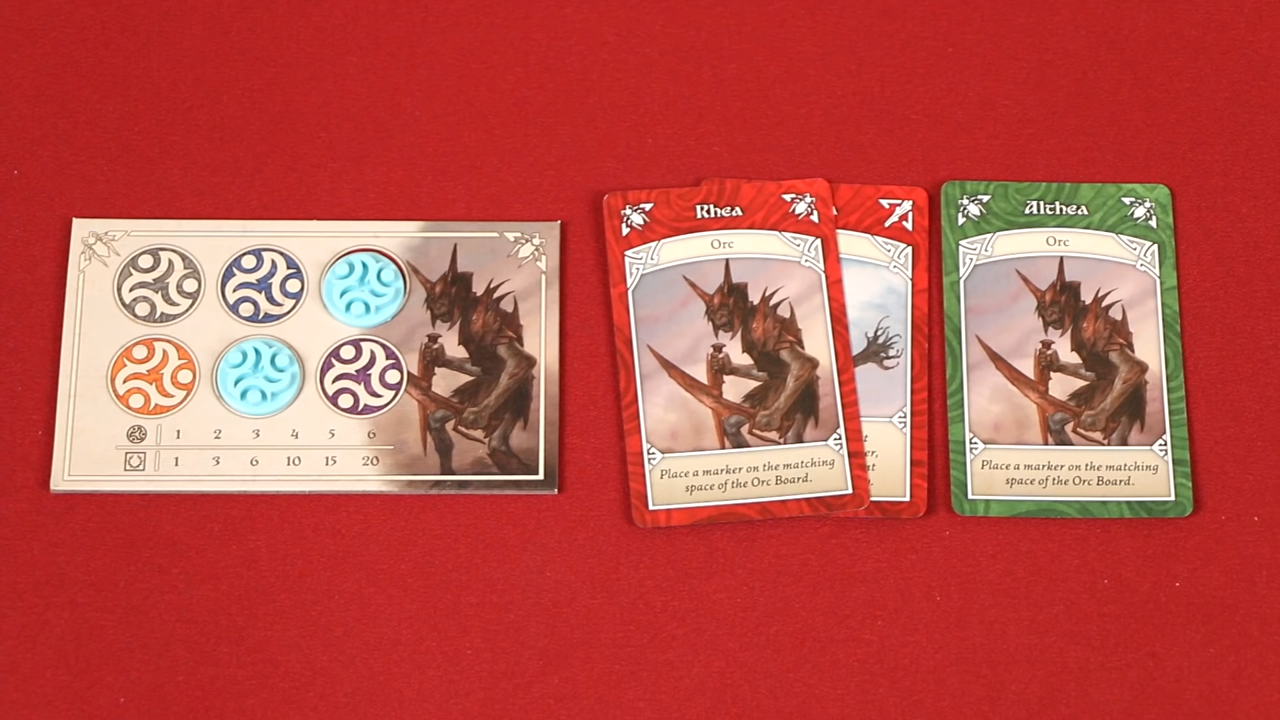 1 2 3 4 5 6
1 3 6 10 15 20
Rhea
Orc
Place a marker on the matching
space of the Orc Board.
Althea
Orc
Place a marker on the matching
space of the Orc Board.